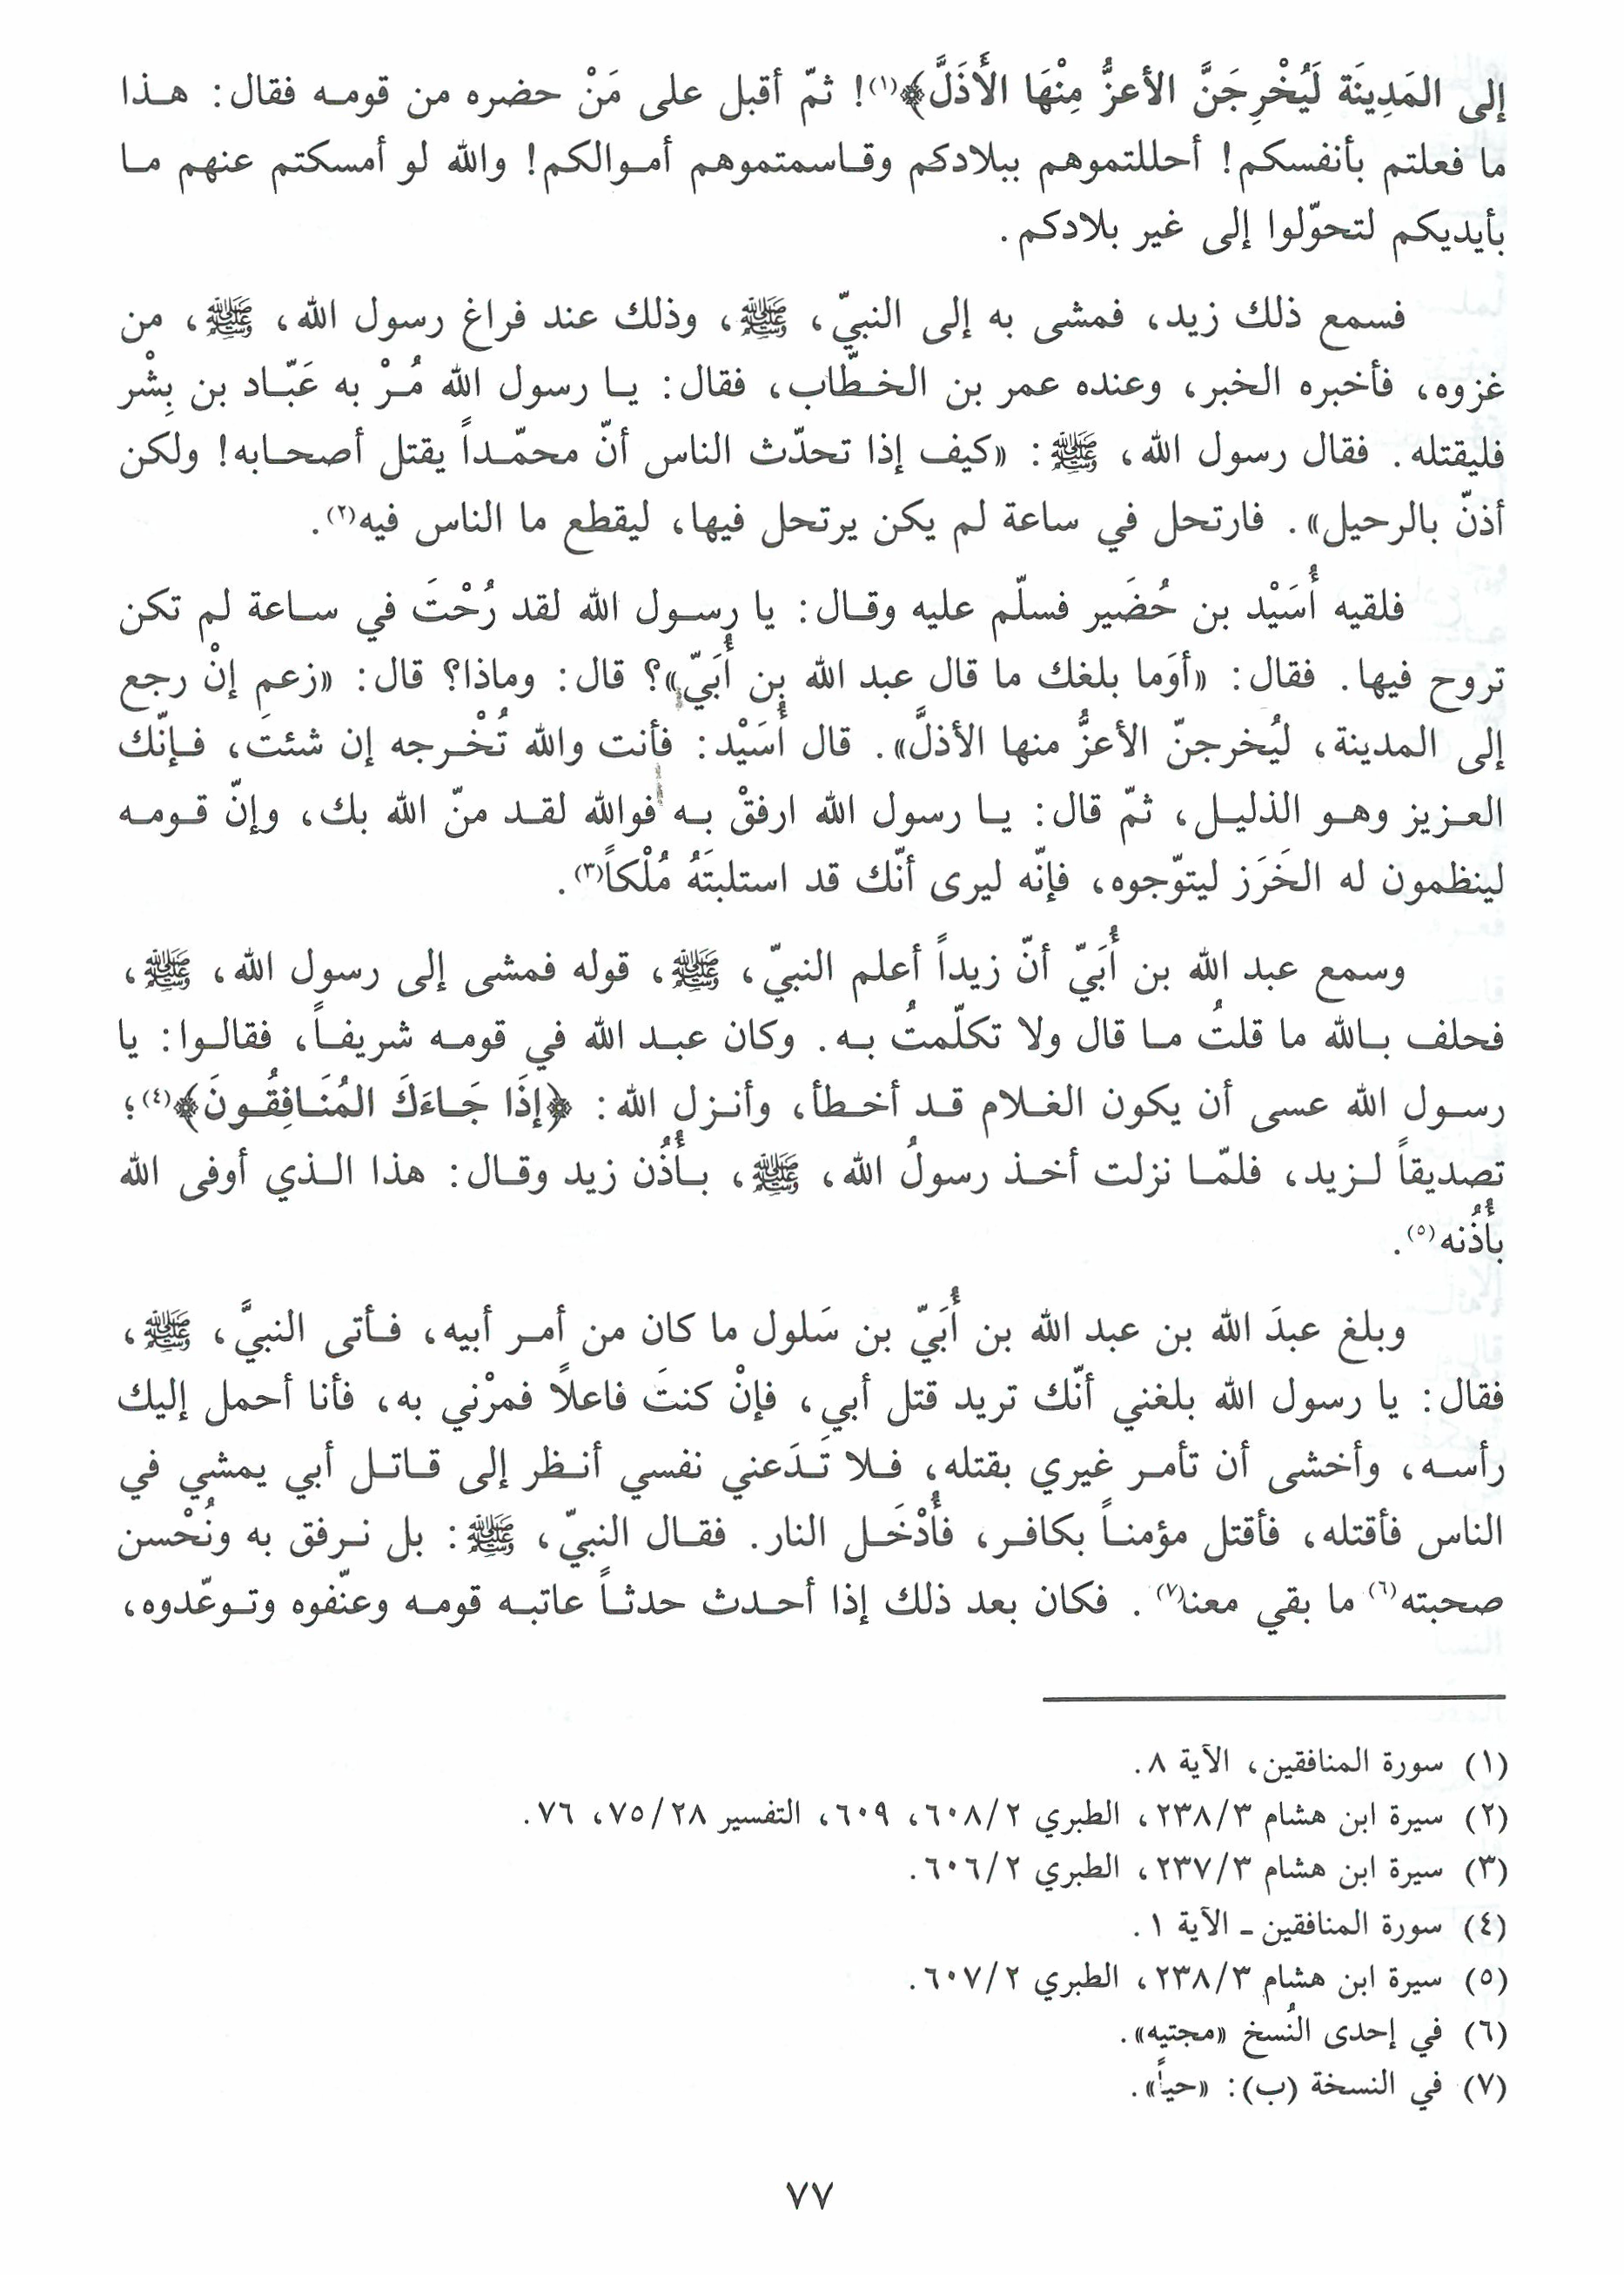 إلى المَدِينَة لَيُخْرِجَنَّ الأعزُّ مِنْهَا الأَذَلَّ﴾(١)! ثمّ أقبل على مَنْ حضره من قومه فقال: هذا
ما فعلتم بأنفسكم! أحللتموهم ببلادكم وقاسمتموهم أموالكم! والله لو أمسكتم عنهم ما
بأيديكم لتحوّلوا إلى غير بلادكم.
فسمع ذلك زيد، فمشى به إلى النبيّ، ﷺ، وذلك عند فراغ رسول الله، ﷺ، من
غزوه، فأخبره الخبر، وعنده عمر بن الخطّاب، فقال: يا رسول الله مُرْ به عَبّاد بن بِشْر
فليقتله. فقال رسول الله، ﷺ: «كيف إذا تحدّث الناس أنّ محمّداً يقتل أصحابه! ولكن
أذنّ بالرحيل». فارتحل في ساعة لم يكن يرتحل فيها، ليقطع ما الناس فيه(٢).
فلقيه أُسَيْد بن حُضَير فسلّم عليه وقال: يا رسول الله لقد رُحْتَ في ساعة لم تكن
تروح فيها. فقال: «أوَما بلغك ما قال عبد الله بن أُبَيّ»؟ قال: وماذا؟ قال: «زعم إنْ رجع
إلى المدينة، ليُخرجنّ الأعزُّ منها الأذلَّ». قال أُسَيْد: فأنت والله تُخْرجه إن شئتَ، فإنّك
العزيز وهو الذليل، ثمّ قال: يا رسول الله ارفقْ به فوالله لقد منّ الله بك، وإنّ قومه
لينظمون له الخَرَز ليتوّجوه، فإنّه ليرى أنّك قد استلبتَهُ مُلْكاً(٣).
وسمع عبد الله بن أُبَيّ أنّ زيداً أعلم النبيّ، ﷺ، قوله فمشى إلى رسول الله، ﷺ،
فحلف بالله ما قلتُ ما قال ولا تكلّمتُ به. وكان عبد الله في قومه شريفاً، فقالوا: يا
رسول الله عسى أن يكون الغلام قد أخطأ، وأنزل الله: ﴿إذَا جَاءَكَ المُنَافِقُونَ﴾(٤)؛
تصديقاً لزيد، فلمّا نزلت أخذ رسولُ الله، ﷺ، بأُذُن زيد وقال: هذا الذي أوفى الله
بأُذُنه(٥).
وبلغ عبدَ الله بن عبد الله بن أُبَيّ بن سَلول ما كان من أمر أبيه، فأتى النبيَّ، ﷺ،
فقال: يا رسول الله بلغني أنّك تريد قتل أبي، فإنْ كنتَ فاعلاً فمرْني به، فأنا أحمل إليك
رأسه، وأخشى أن تأمر غيري بقتله، فلا تَدَعني نفسي أنظر إلى قاتل أبي يمشي في
الناس فأقتله، فأقتل مؤمناً بكافر، فأُدْخَل النار. فقال النبيّ، ﷺ: بل نرفق به ونُحْسن
صحبته(٦) ما بقي معنا(٧). فكان بعد ذلك إذا أحدث حدثاً عاتبه قومه وعنّفوه وتوعّدوه،
(١) سورة المنافقين، الآية ٨.
(٢) سيرة ابن هشام ٢٣٨/٣، الطبري ٦٠٨/٢، ٦٠٩، التفسير ٧٥/٢٨، ٧٦.
(٣) سيرة ابن هشام ٢٣٧/٣، الطبري ٦٠٦/٢.
(٤) سورة المنافقين ـ الآية ١.
(٥) سيرة ابن هشام ٢٣٨/٣، الطبري ٦٠٧/٢.
(٦) في إحدى النُسخ «مجتيه».
(٧) في النسخة (ب): «حياً».
٧٧